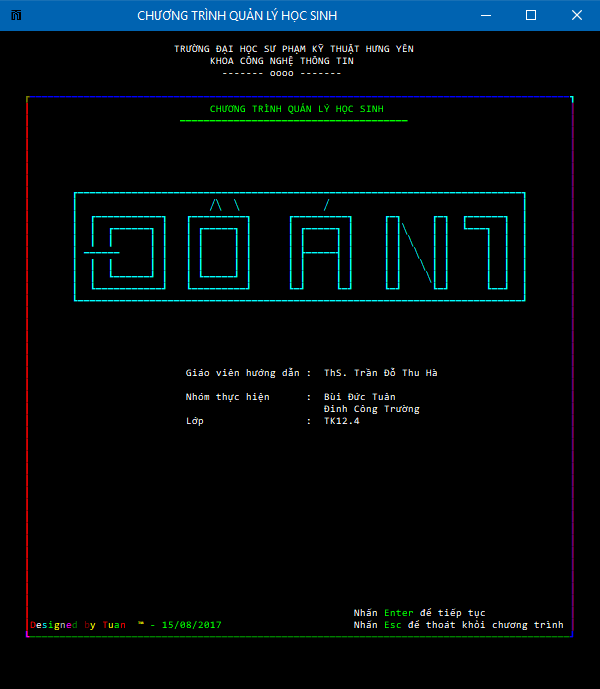 CHƯƠNG TRÌNH QUẢN LÝ HỌC SINH
TRƯỜNG ĐẠI HỌC SƯ PHẠM KỸ THUẬT HƯNG YÊN
KHOA CÔNG NGHỆ THÔNG TIN
------- oooo -------
CHƯƠNG TRÌNH QUẢN LÝ HỌC SINH
ĐỒ ÁN 1
Giáo viên hướng dẫn : ThS. Trần Đỗ Thu Hà
Nhóm thực hiện : Bùi Đức Tuân
Đinh Công Trường
Lớp : TK12.4
Nhấn Enter để tiếp tục
Designed by Tuan ™ - 15/08/2017
Nhấn Esc để thoát khỏi chương trình